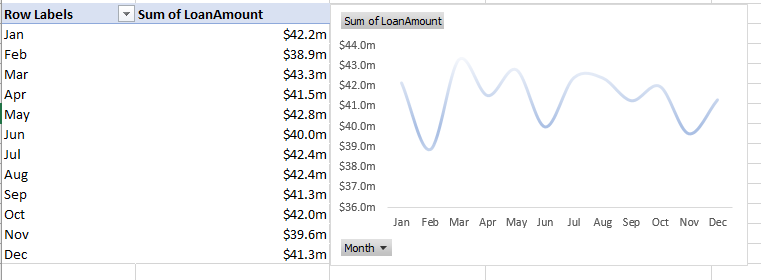 Row Labels Sum of LoanAmount
Jan $42.2m
Feb $38.9m
Mar $43.3m
Apr $41.5m
May $42.8m
Jun $40.0m
Jul $42.4m
Aug $42.4m
Sep $41.3m
Oct $42.0m
Nov $39.6m
Dec $41.3m
Sum of LoanAmount
$44.0m
$43.0m
$42.0m
$41.0m
$40.0m
$39.0m
$38.0m
$37.0m
$36.0m
Jan Feb Mar Apr May Jun Jul Aug Sep Oct Nov Dec
Month